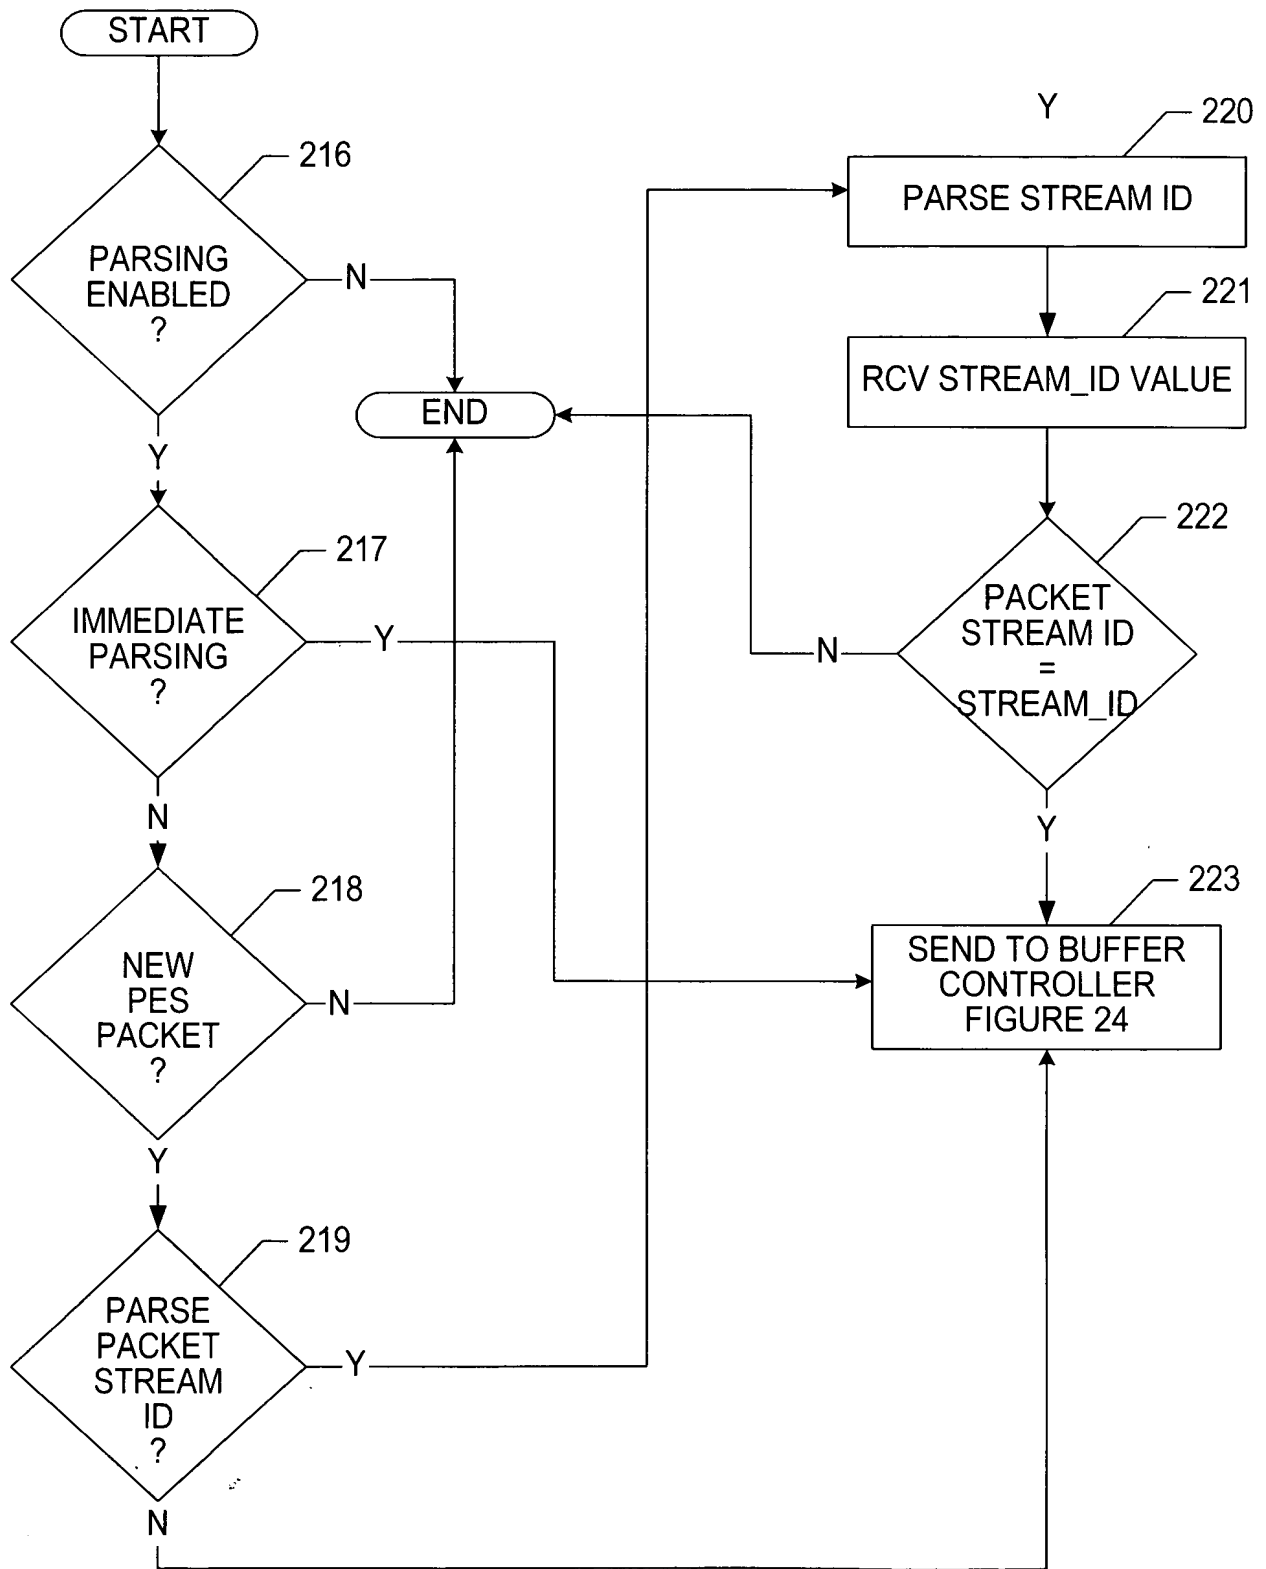 START
216
PARSING
ENABLED
?
N
END
Y
217
IMMEDIATE
PARSING
?
Y
N
218
NEW
PES
PACKET
?
N
Y
219
PARSE
PACKET
STREAM
ID
?
Y
N
Y
220
PARSE STREAM ID
221
RCV STREAM_ID VALUE
222
PACKET
STREAM ID
=
STREAM_ID
N
Y
223
SEND TO BUFFER
CONTROLLER
FIGURE 24